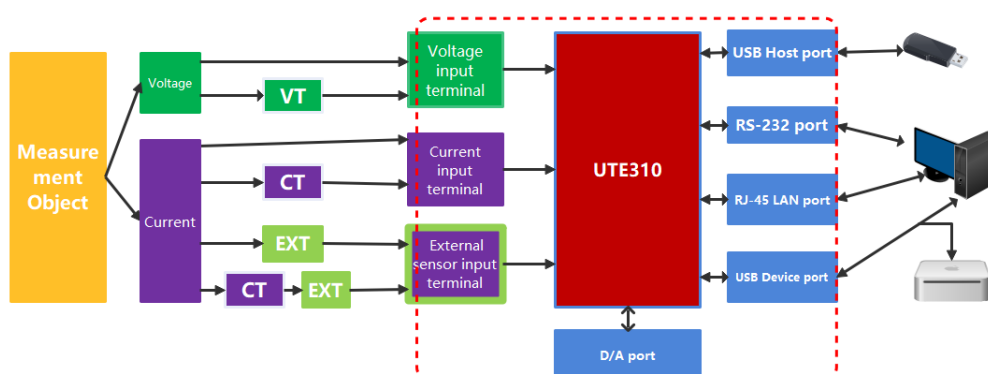 Measure
ment
Object
Voltage
VT
Current
CT
EXT
CT
EXT
Voltage
input
terminal
Current
input
terminal
External
sensor input
terminal
UTE310
USB Host port
RS-232 port
RJ-45 LAN port
USB Device port
D/A port